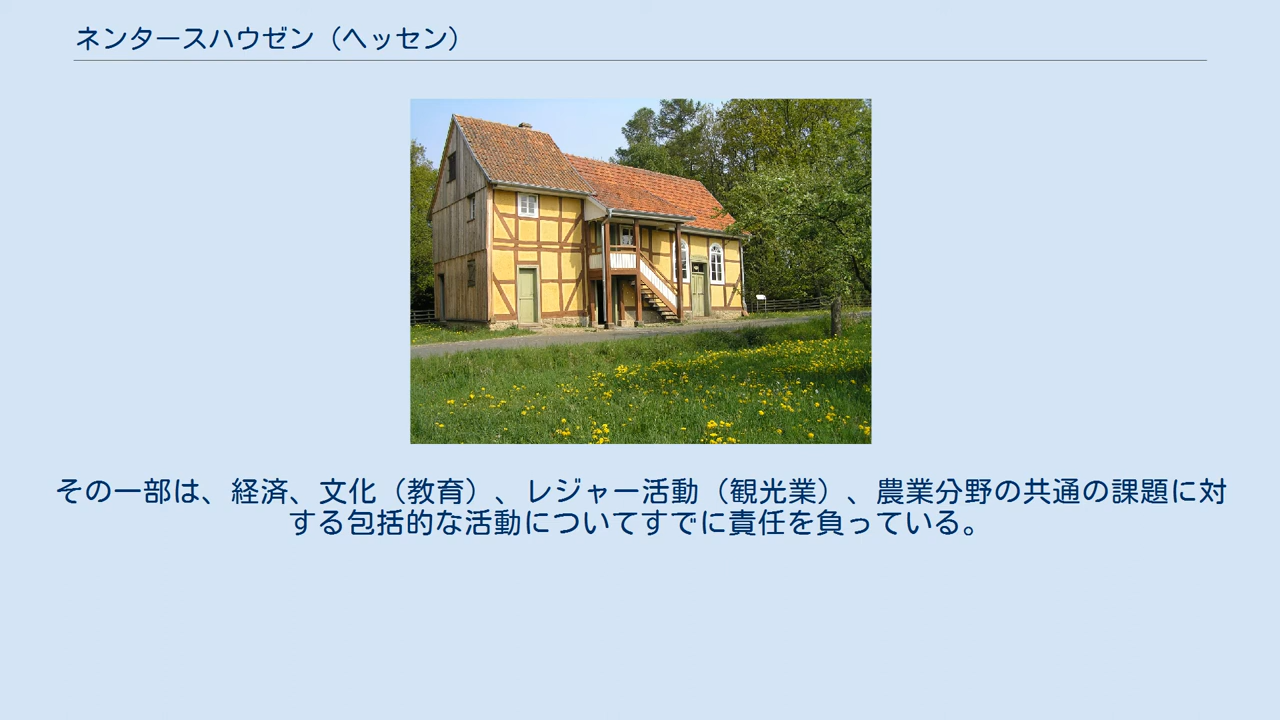 ネンタースハウゼン（ヘッセン）
その一部は、経済、文化（教育）、レジャー活動（観光業）、農業分野の共通の課題に対
する包括的な活動についてすでに責任を負っている。